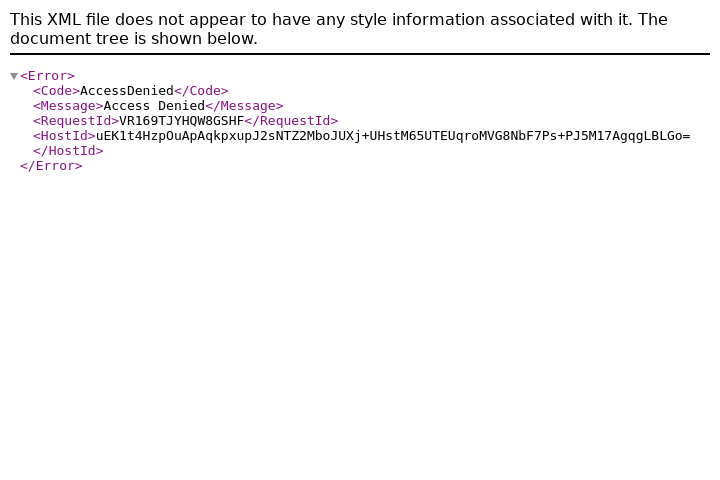 This XML file does not appear to have any style information associated with it. The
document tree is shown below.
<Error>
<Code>AccessDenied</Code>
<Message>Access Denied</Message>
<RequestId>VR169TJYHQW8GSHF</RequestId>
<HostId>uEK1t4HzpOuApAqkpxupJ2sNTZ2MboJUXj+UHstM65UTEUqroMVG8NbF7Ps+PJ5M17AgqgLBLGo=
</HostId>
</Error>